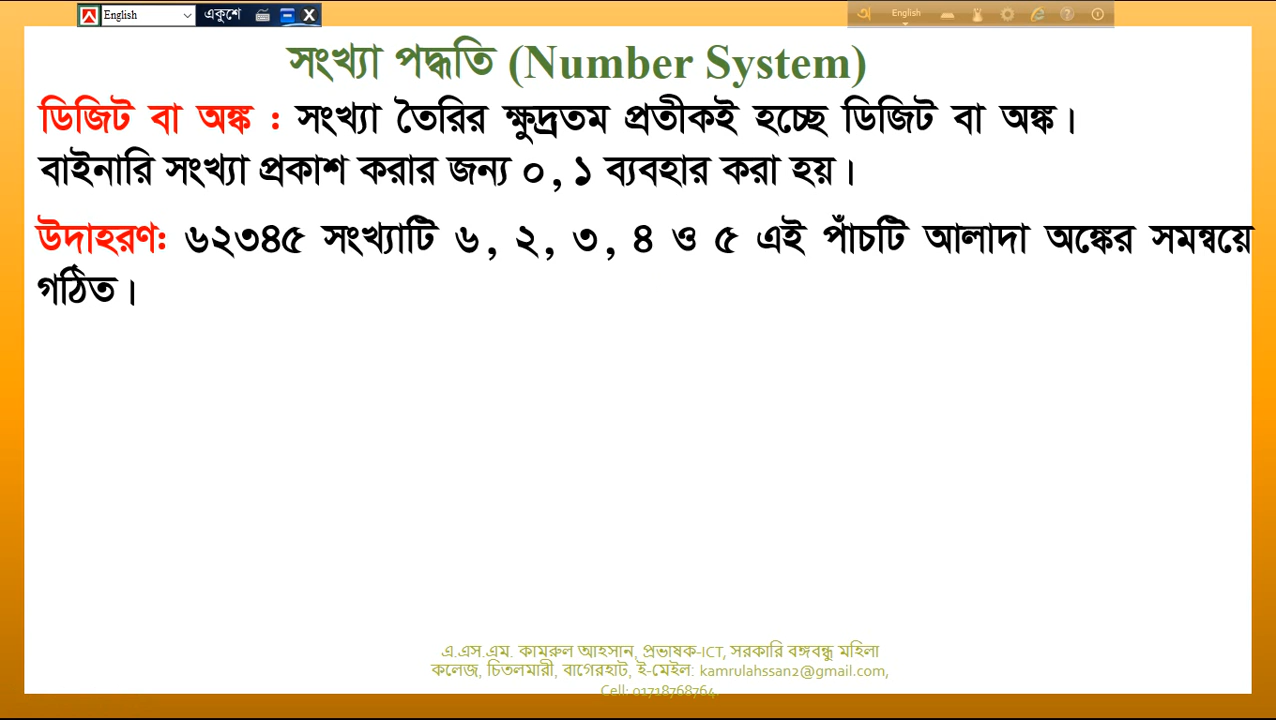 English
একুশে
English
সংখ্যা পদ্ধতি (Number System)
ডিজিট বা অঙ্ক : সংখ্যা তৈরির ক্ষুদ্রতম প্রতীকই হচ্ছে ডিজিট বা অঙ্ক।
বাইনারি সংখ্যা প্রকাশ করার জন্য ০, ১ ব্যবহার করা হয়।
উদাহরণ: ৬২৩৪৫ সংখ্যাটি ৬, ২, ৩, ৪ ও ৫ এই পাঁচটি আলাদা অঙ্কের সমন্বয়ে
গঠিত।
এ.এস.এম. কামরুল আহসান, প্রভাষক-ICT, সরকারি বঙ্গবন্ধু মহিলা
কলেজ, চিতলমারী, বাগেরহাট, ই-মেইল: kamrulahssan2@gmail.com,
Cell: 01718768764.